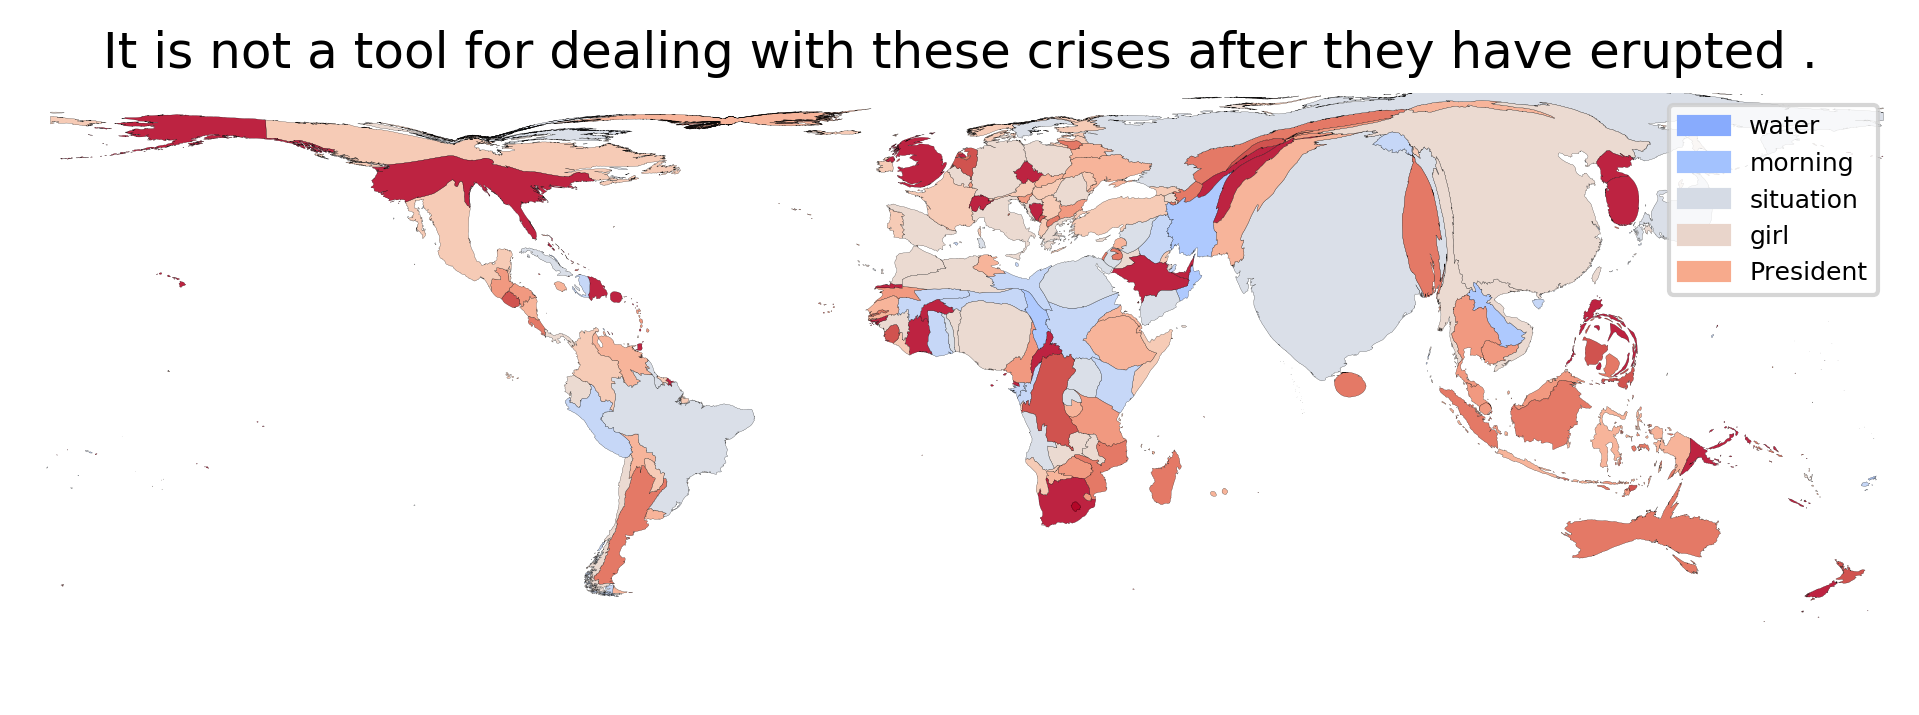 It is not a tool for dealing with these crises after they have erupted .
water
morning
situation
girl
President